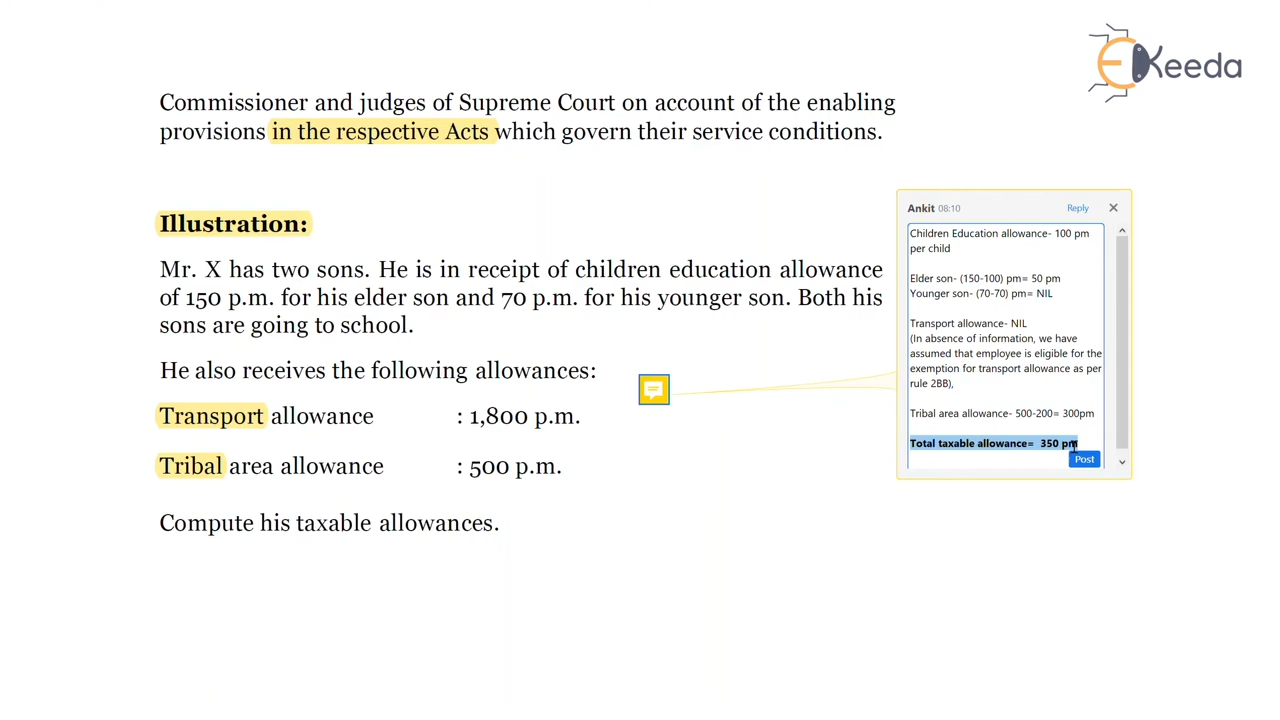 EKeeda
Commissioner and judges of Supreme Court on account of the enabling
provisions in the respective Acts which govern their service conditions.
Illustration:
Mr. X has two sons. He is in receipt of children education allowance
of 150 p.m. for his elder son and 70 p.m. for his younger son. Both his
sons are going to school.
He also receives the following allowances:
Transport allowance : 1,800 p.m.
Tribal area allowance : 500 p.m.
Compute his taxable allowances.
Ankit 08:10 Reply
Children Education allowance- 100 pm
per child
Elder son- (150-100) pm= 50 pm
Younger son- (70-70) pm= NIL
Transport allowance- NIL
(In absence of information, we have
assumed that employee is eligible for the
exemption for transport allowance as per
rule 2BB),
Tribal area allowance- 500-200= 300pm
Total taxable allowance= 350 pm
Post